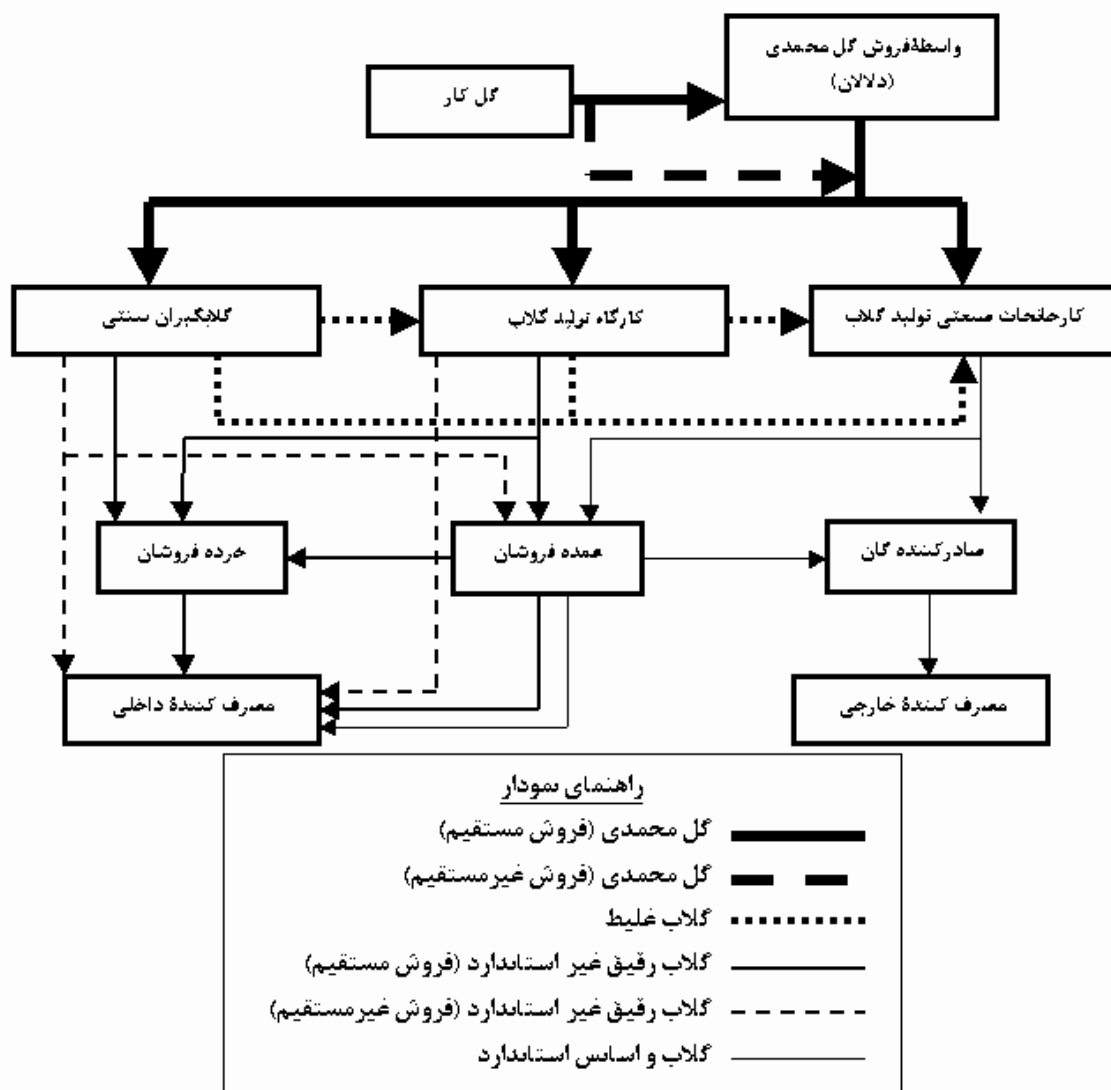 واسطهٔ فروش گل محمدی
(دلالان)
گل کار
گلابگیران سنتی
کارگاه تولید گلاب
کارخانجات صنعتی تولید گلاب
خرده فروشان
عمده فروشان
صادرکننده گان
مصرف کنندهٔ داخلی
مصرف کنندهٔ خارجی
راهنمای نمودار
گل محمدی (فروش مستقیم)
گل محمدی (فروش غیرمستقیم)
گلاب غلیط
گلاب رقیق غیر استاندارد (فروش مستقیم)
گلاب رقیق غیر استاندارد (فروش غیرمستقیم)
گلاب و اسانس استاندارد